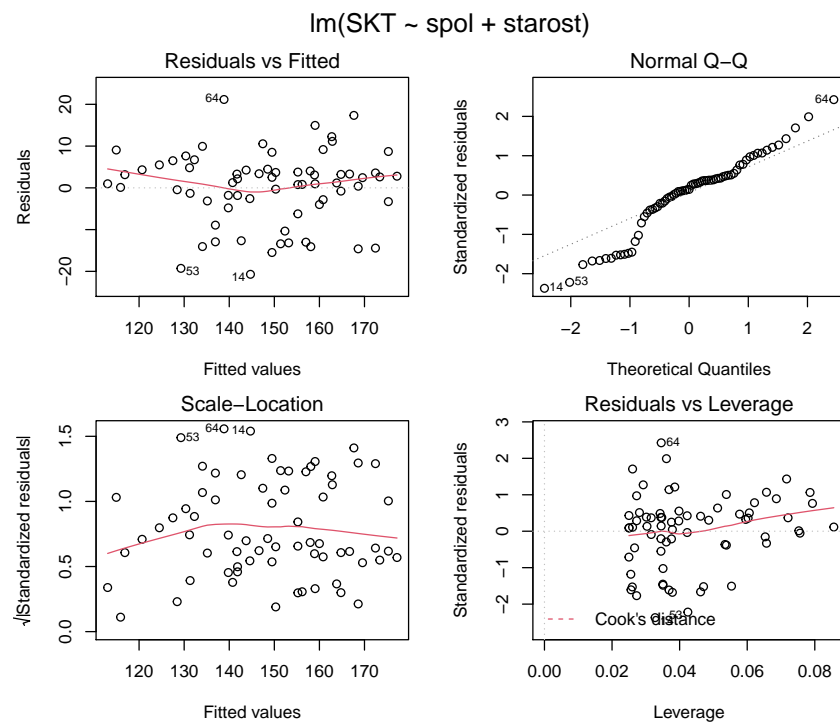 lm(SKT ~ spol + starost)
Residuals vs Fitted
Residuals
20
10
0
−20
64
53
14
120 130 140 150 160 170
Fitted values
Normal Q−Q
Standardized residuals
2
1
0
−1
−2
64
14
53
−2 −1 0 1 2
Theoretical Quantiles
Scale−Location
√|Standardized residuals|
1.5
1.0
0.5
0.0
53
64
14
120 130 140 150 160 170
Fitted values
Residuals vs Leverage
Standardized residuals
3
2
1
0
−2
64
53
Cook's distance
0.00 0.02 0.04 0.06 0.08
Leverage